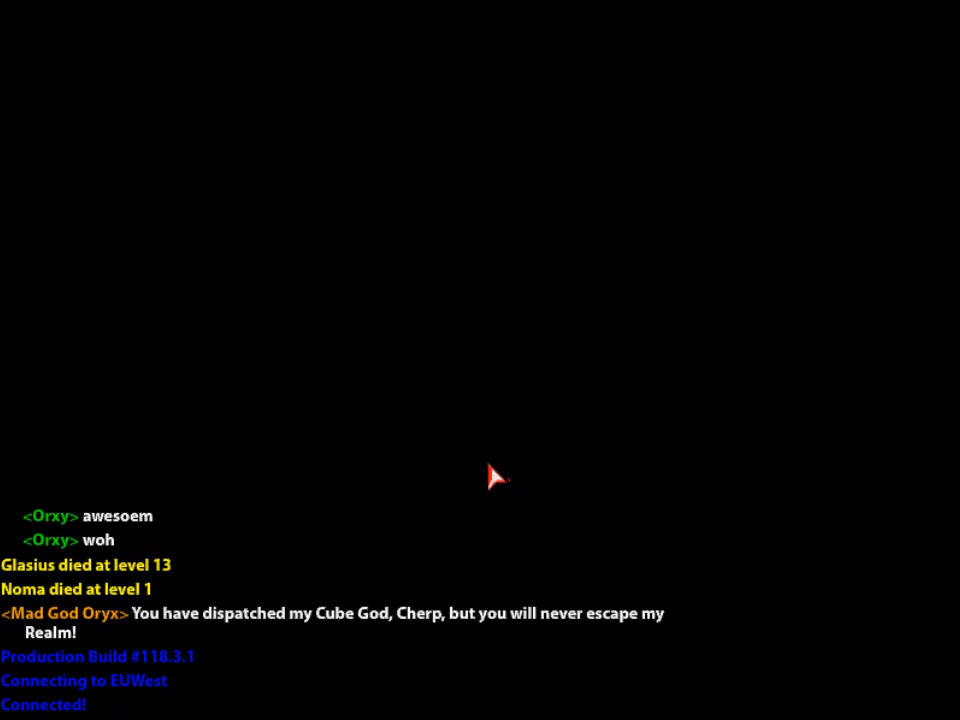 <Orxy> awesoem
<Orxy> woh
Glasius died at level 13
Noma died at level 1
<Mad God Oryx> You have dispatched my Cube God, Cherp, but you will never escape my
Realm!
Production Build #118.3.1
Connecting to EUWest
Connected!